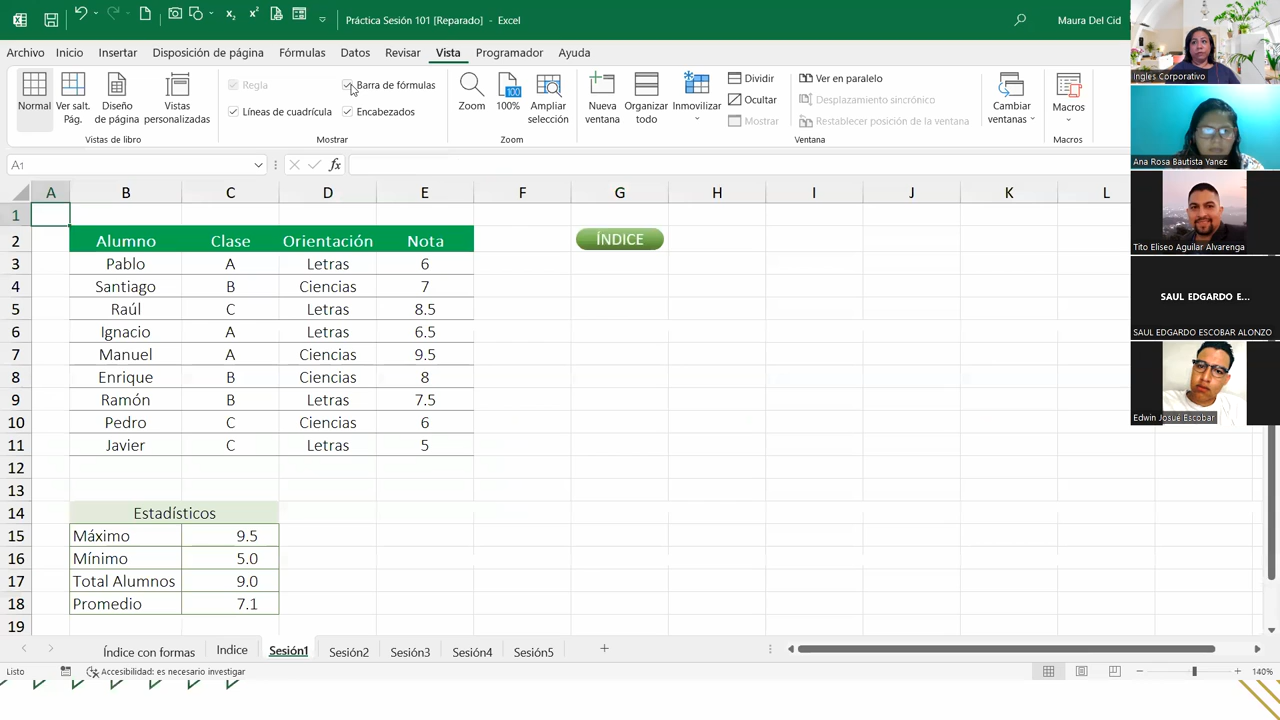 Práctica Sesión 101 [Reparado] - Excel
Maura Del Cid
Archivo Inicio Insertar Disposición de página Fórmulas Datos Revisar Vista Programador Ayuda
Normal
Ver salt. Pág.
Diseño de página
Vistas personalizadas
Vistas de libro
Regla
Barra de fórmulas
Líneas de cuadrícula
Encabezados
Mostrar
Zoom
100
100%
Ampliar selección
Zoom
Nueva ventana
Organizar todo
Inmovilizar
Dividir
Ocultar
Mostrar
Ver en paralelo
Desplazamiento sincrónico
Restablecer posición de la ventana
Cambiar ventanas
Ventana
Macros
Macros
A1
fx
A B C D E F G H I J K L
1
2 Alumno Clase Orientación Nota ÍNDICE
3 Pablo A Letras 6
4 Santiago B Ciencias 7
5 Raúl C Letras 8.5
6 Ignacio A Letras 6.5
7 Manuel A Ciencias 9.5
8 Enrique B Ciencias 8
9 Ramón B Letras 7.5
10 Pedro C Ciencias 6
11 Javier C Letras 5
12
13
14 Estadísticos
15 Máximo 9.5
16 Mínimo 5.0
17 Total Alumnos 9.0
18 Promedio 7.1
19
Índice con formas Indice Sesión1 Sesión2 Sesión3 Sesión4 Sesión5
Listo
Accesibilidad: es necesario investigar
140%
Ingles Corporativo
Ana Rosa Bautista Yanez
Tito Eliseo Aguilar Alvarenga
SAUL EDGARDO E...
SAUL EDGARDO ESCOBAR ALONZO
Edwin Josué Escobar